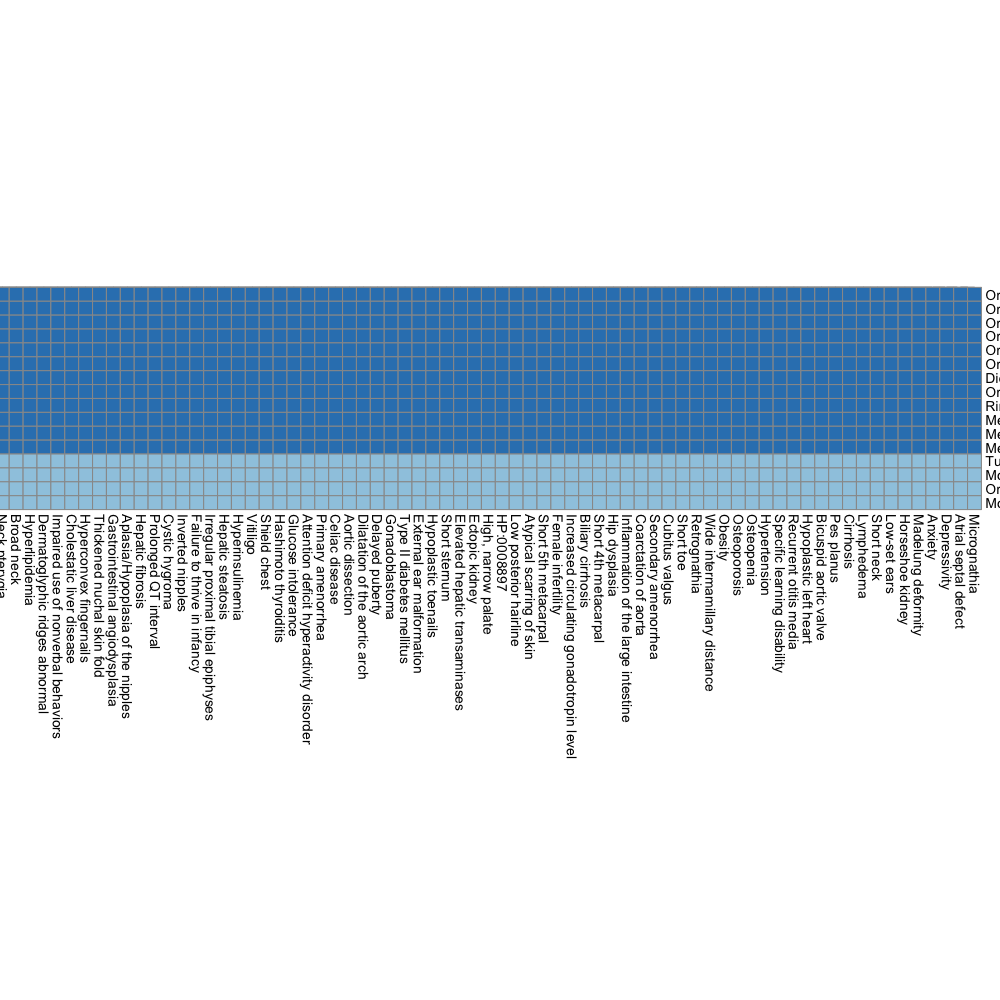 Or
Or
Or
Or
Or
Or
Di
Or
Ri
Me
Me
Me
Tu
Mo
Or
Mo
Neck pterygia
Broad neck
Hyperlipidemia
Dermatoglyphic ridges abnormal
Impaired use of nonverbal behaviors
Cholestatic liver disease
Hyperconvex fingernails
Thickened nuchal skin fold
Gastrointestinal angiodysplasia
Aplasia/Hypoplasia of the nipples
Hepatic fibrosis
Prolonged QT interval
Cystic hygroma
Inverted nipples
Failure to thrive in infancy
Irregular proximal tibial epiphyses
Hepatic steatosis
Hyperinsulinemia
Vitiligo
Shield chest
Hashimoto thyroiditis
Glucose intolerance
Attention deficit hyperactivity disorder
Primary amenorrhea
Celiac disease
Aortic dissection
Dilatation of the aortic arch
Delayed puberty
Gonadoblastoma
Type II diabetes mellitus
External ear malformation
Hypoplastic toenails
Short sternum
Elevated hepatic transaminases
Ectopic kidney
High, narrow palate
HP:0008897
Low posterior hairline
Atypical scarring of skin
Short 5th metacarpal
Female infertility
Increased circulating gonadotropin level
Biliary cirrhosis
Short 4th metacarpal
Hip dysplasia
Inflammation of the large intestine
Coarctation of aorta
Secondary amenorrhea
Cubitus valgus
Short toe
Retrognathia
Wide intermamillary distance
Obesity
Osteoporosis
Osteopenia
Hypertension
Specific learning disability
Recurrent otitis media
Hypoplastic left heart
Bicuspid aortic valve
Pes planus
Cirrhosis
Lymphedema
Short neck
Low-set ears
Horseshoe kidney
Madelung deformity
Anxiety
Depressivity
Atrial septal defect
Micrognathia